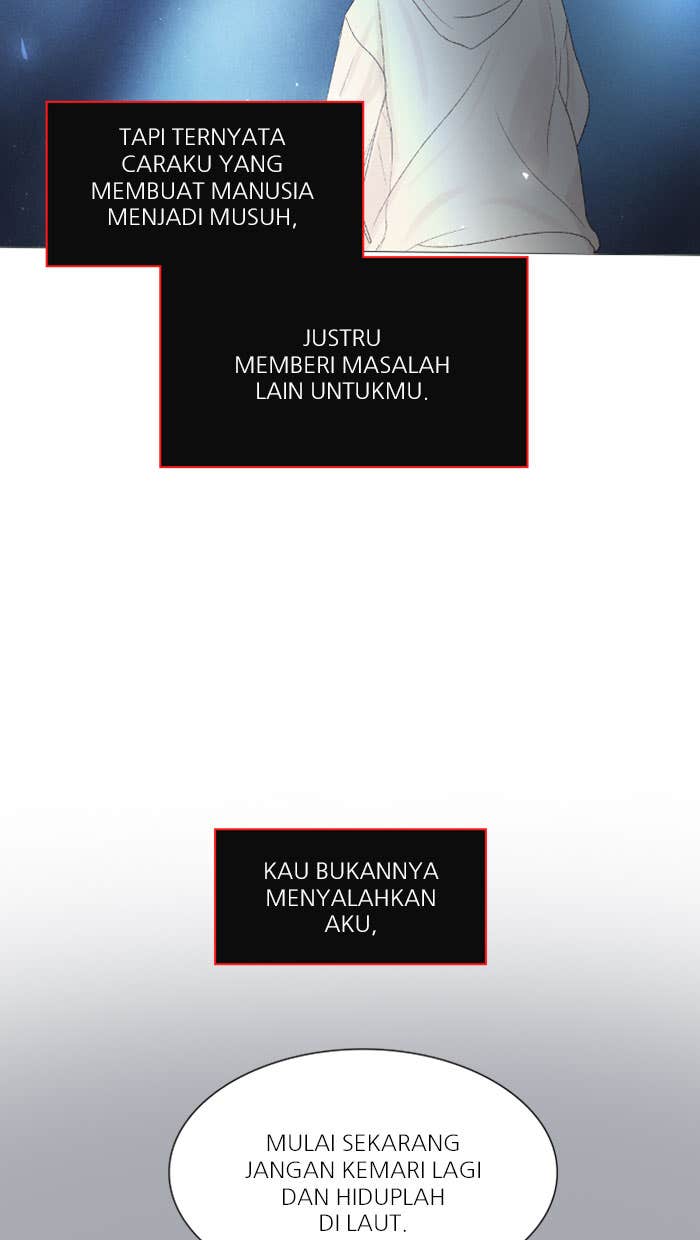 TAPI TERNYATA
CARAKU YANG
MEMBUAT MANUSIA
MENJADI MUSUH,
JUSTRU
MEMBERI MASALAH
LAIN UNTUKMU.
KAU BUKANNYA
MENYALAHKAN
AKU,
MULAI SEKARANG
JANGAN KEMARI LAGI
DAN HIDUPLAH
DI LAUT.